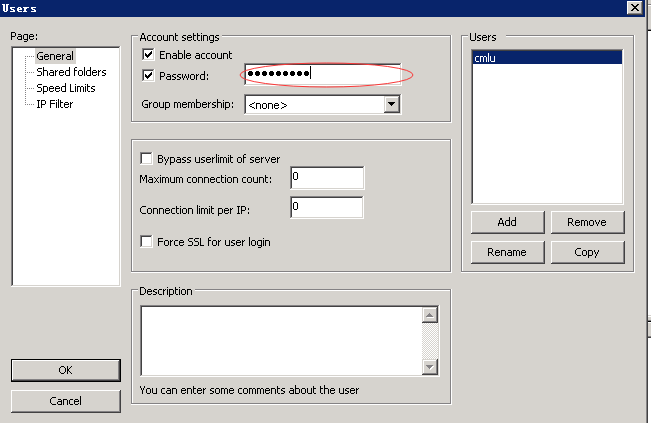 Users
Page:
General
Shared folders
Speed Limits
IP Filter
OK
Cancel
Account settings
Enable account
Password:
●●●●●●●●●
Group membership:
<none>
Bypass userlimit of server
Maximum connection count:
0
Connection limit per IP:
0
Force SSL for user login
Description
You can enter some comments about the user
Users
cmlu
Add
Remove
Rename
Copy